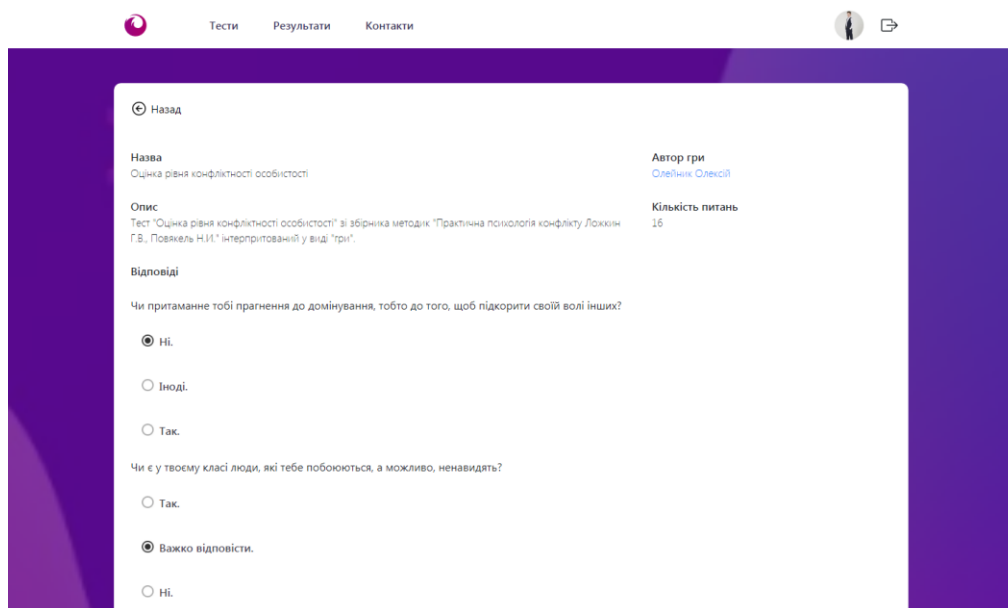 Тести Результати Контакти
Назад
Назва
Оцінка рівня конфліктності особистості
Автор гри
Олейник Олексій
Опис
Тест "Оцінка рівня конфліктності особистості" зі збірника методик "Практична психологія конфлікту Ложкин
Г.В., Повякель Н.И." інтерпритований у виді "гри".
Кількість питань
16
Відповіді
Чи притаманне тобі прагнення до домінування, тобто до того, щоб підкорити своїй волі інших?
Ні.
Іноді.
Так.
Чи є у твоєму класі люди, які тебе побоюються, а можливо, ненавидять?
Так.
Важко відповісти.
Ні.